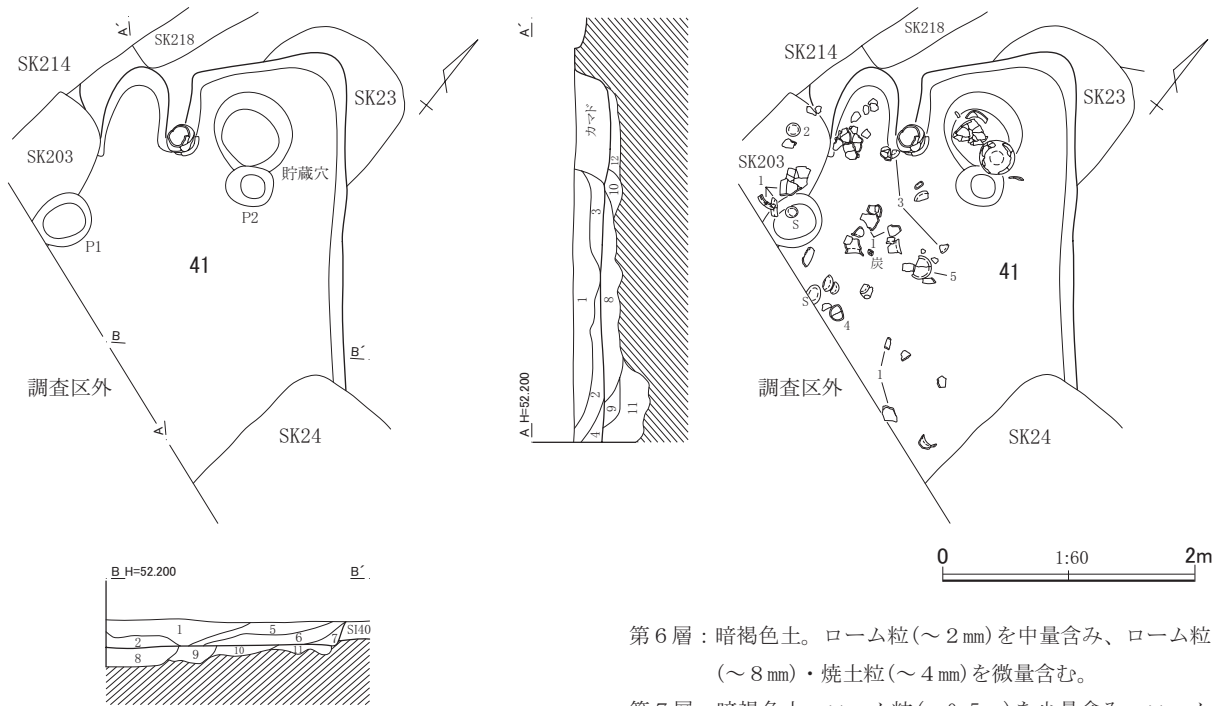 A´
SK218
SK214
SK23
SK203
貯蔵穴
P1
P2
41
B
B´
調査区外
A
SK24
A´
カマド
12
10
3
1
8
2
9
11
4
A H=52.200
SK218
SK214
SK23
2
SK203
1
S
3
1
炭
41
5
S
4
1
調査区外
SK24
0 1:60 2m
B H=52.200
B´
1
5
SI40
2
6
7
8
9
10
11
第6層：暗褐色土。ローム粒(～2㎜)を中量含み、ローム粒
(～8㎜)・焼土粒(～4㎜)を微量含む。